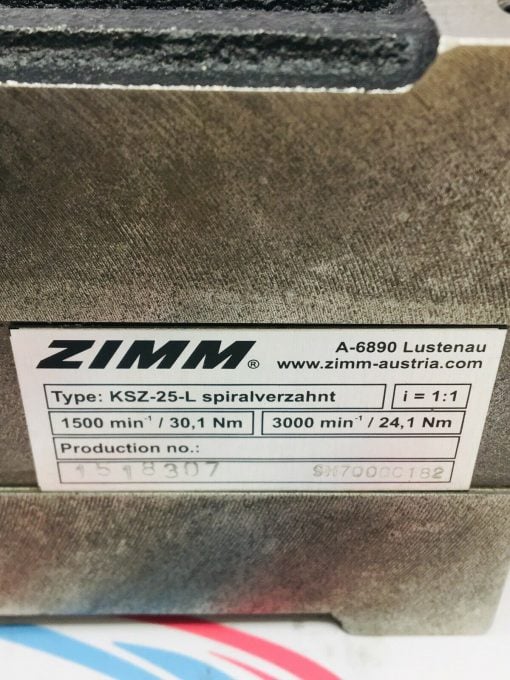 ZIMM®
A-6890 Lustenau
www.zimm-austria.com
Type: KSZ-25-L spiralverzahnt
i = 1:1
1500 min⁻¹ / 30,1 Nm
3000 min⁻¹ / 24,1 Nm
Production no.:
1518307
SM70000182